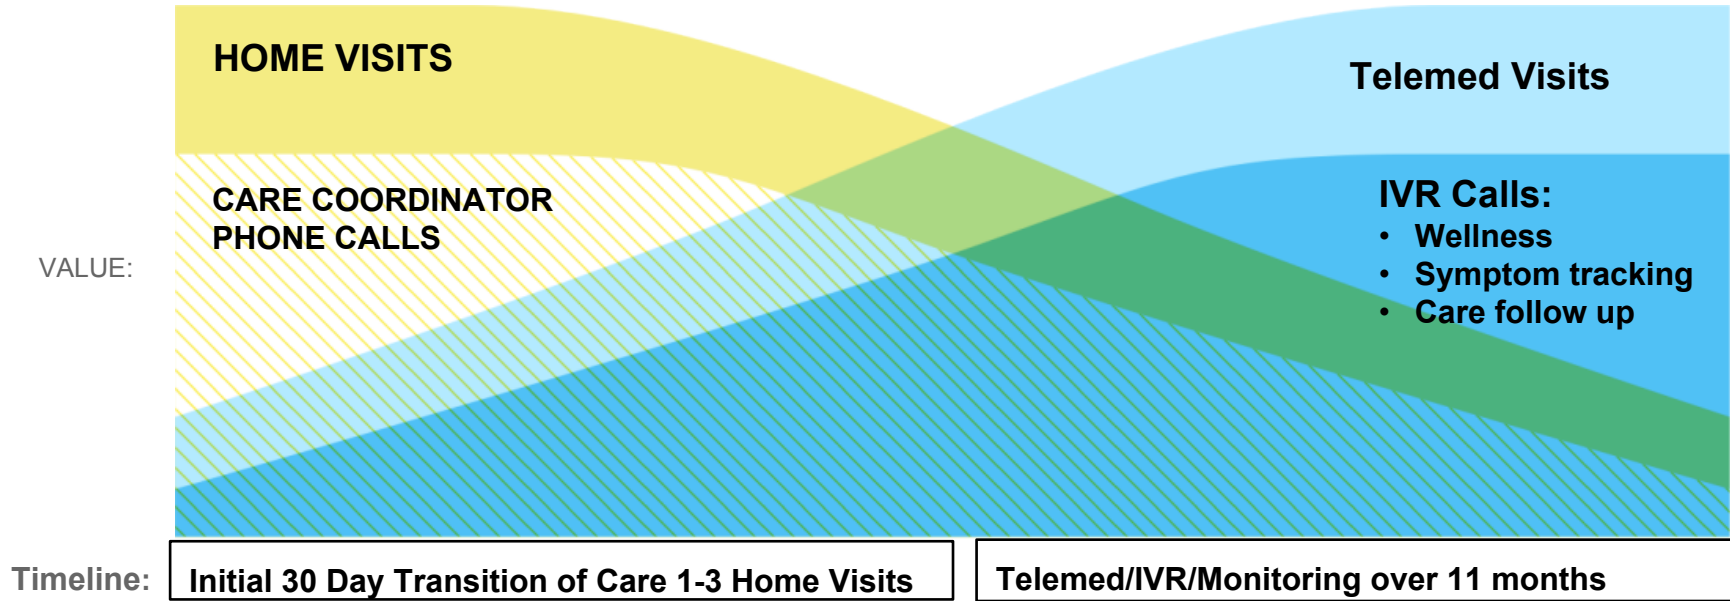 HOME VISITS
Telemed Visits
CARE COORDINATOR
PHONE CALLS
IVR Calls:
• Wellness
• Symptom tracking
• Care follow up
VALUE:
Timeline:
Initial 30 Day Transition of Care 1-3 Home Visits
Telemed/IVR/Monitoring over 11 months